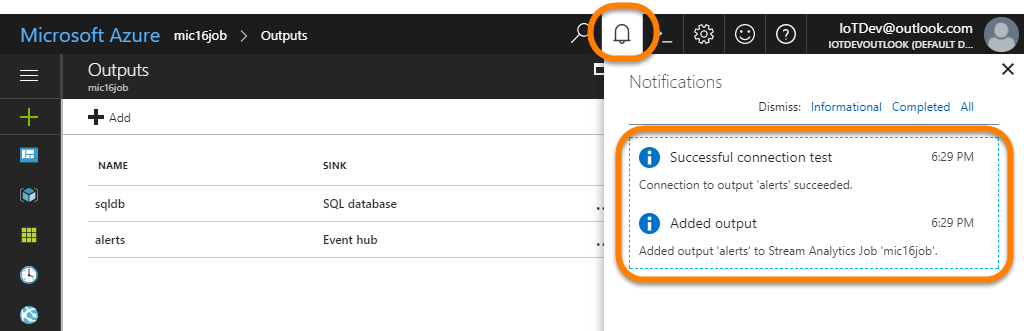 Microsoft Azure mic16job > Outputs
IoTDev@outlook.com
IOTDEVOUTLOOK (DEFAULT D...
Outputs
mic16job
Add
NAME SINK
sqldb SQL database ..
alerts Event hub ..
Notifications
Dismiss: Informational Completed All
Successful connection test 6:29 PM
Connection to output 'alerts' succeeded.
Added output 6:29 PM
Added output 'alerts' to Stream Analytics Job 'mic16job'.